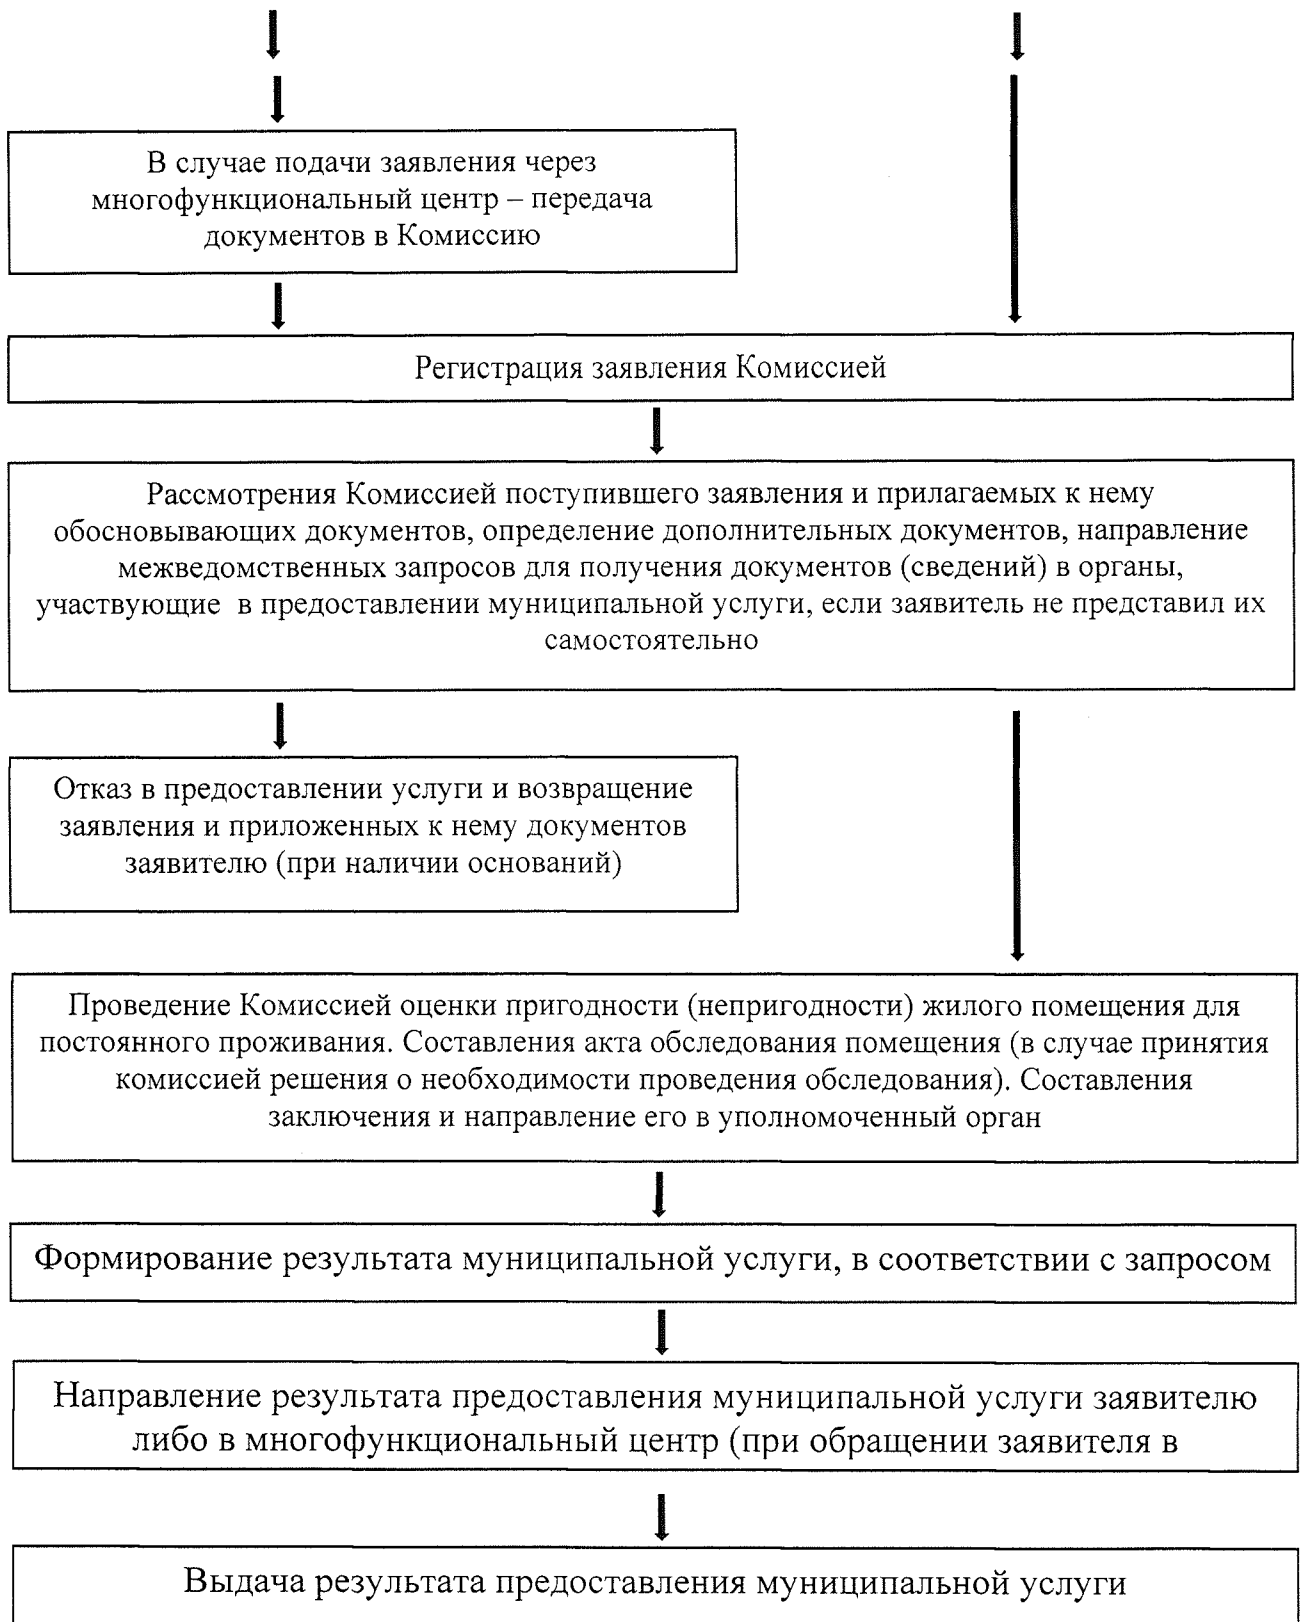 В случае подачи заявления через
многофункциональный центр – передача
документов в Комиссию
Регистрация заявления Комиссией
Рассмотрения Комиссией поступившего заявления и прилагаемых к нему
обосновывающих документов, определение дополнительных документов, направление
межведомственных запросов для получения документов (сведений) в органы,
участвующие в предоставлении муниципальной услуги, если заявитель не представил их
самостоятельно
Отказ в предоставлении услуги и возвращение
заявления и приложенных к нему документов
заявителю (при наличии оснований)
Проведение Комиссией оценки пригодности (непригодности) жилого помещения для
постоянного проживания. Составления акта обследования помещения (в случае принятия
комиссией решения о необходимости проведения обследования). Составления
заключения и направление его в уполномоченный орган
Формирование результата муниципальной услуги, в соответствии с запросом
Направление результата предоставления муниципальной услуги заявителю
либо в многофункциональный центр (при обращении заявителя в
Выдача результата предоставления муниципальной услуги